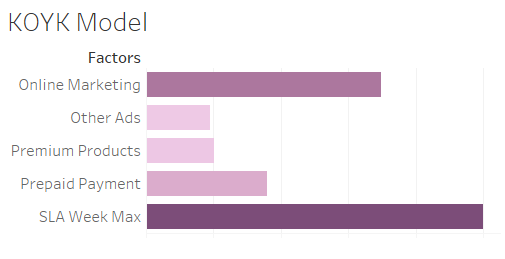 KOYK Model
Factors
Online Marketing
Other Ads
Premium Products
Prepaid Payment
SLA Week Max